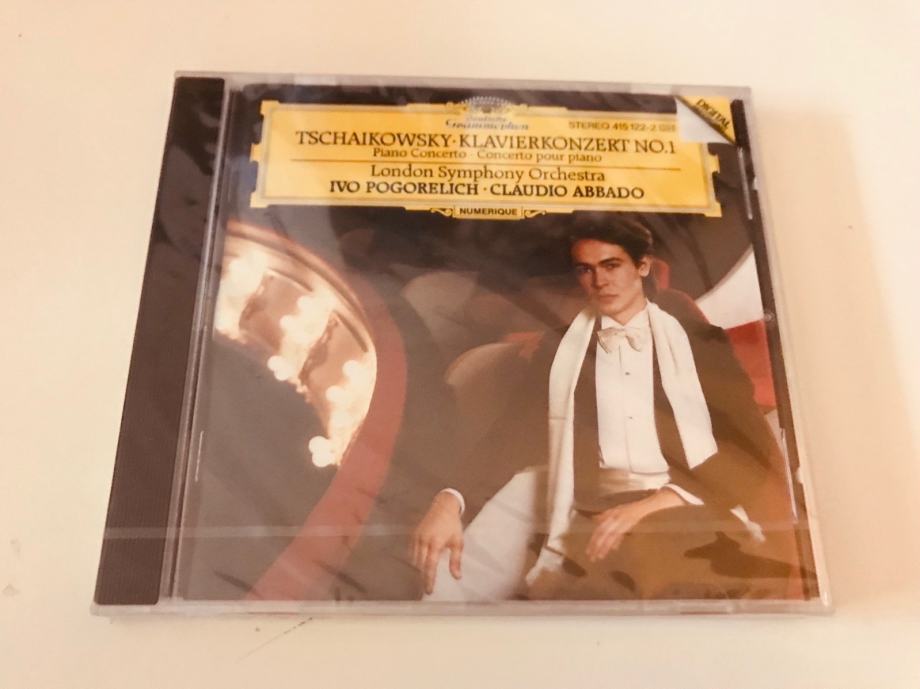 Deutsche
Grammophon
STEREO 415 122-2
DIGITAL
TSCHAIKOWSKY · KLAVIERKONZERT NO.1
Piano Concerto · Concerto pour piano
London Symphony Orchestra
IVO POGORELICH · CLAUDIO ABBADO
NUMERIQUE